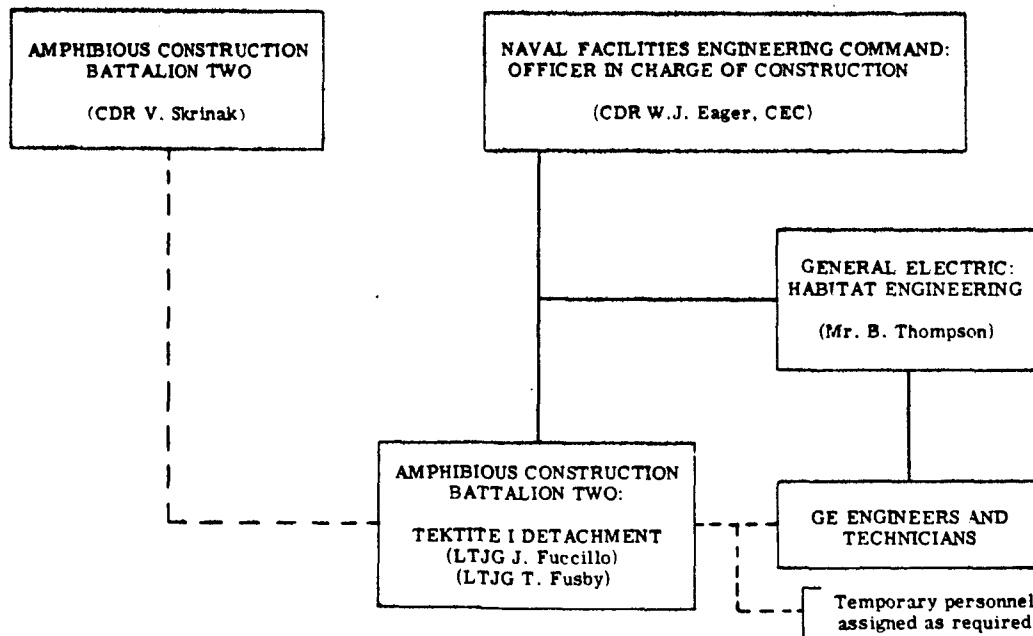 AMPHIBIOUS CONSTRUCTION
BATTALION TWO
(CDR V. Skrinak)
NAVAL FACILITIES ENGINEERING COMMAND:
OFFICER IN CHARGE OF CONSTRUCTION
(CDR W.J. Eager, CEC)
GENERAL ELECTRIC:
HABITAT ENGINEERING
(Mr. B. Thompson)
AMPHIBIOUS CONSTRUCTION
BATTALION TWO:
TEKTITE I DETACHMENT
(LTJG J. Fuccillo)
(LTJG T. Fusby)
GE ENGINEERS AND
TECHNICIANS
Temporary personnel
assigned as required